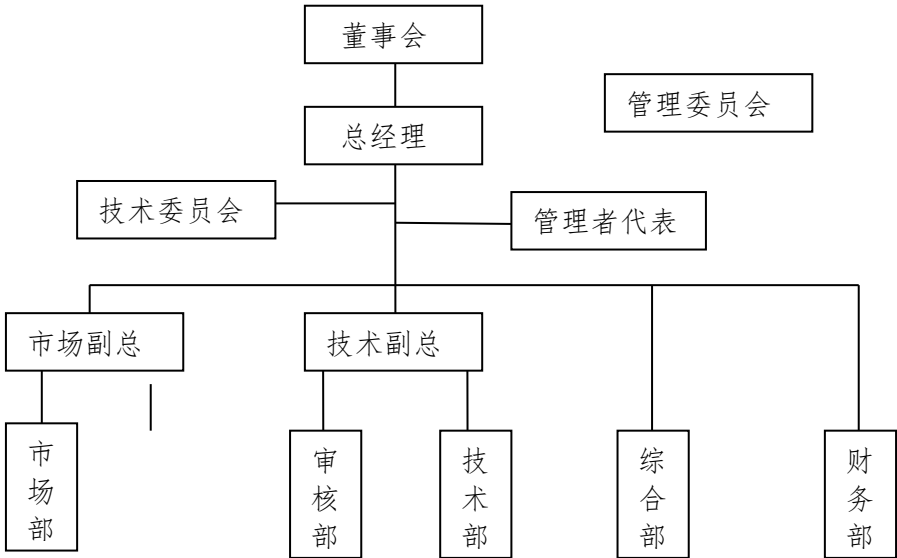 董事会
管理委员会
总经理
技术委员会
管理者代表
市场副总
技术副总
市场部
审核部
技术部
综合部
财务部